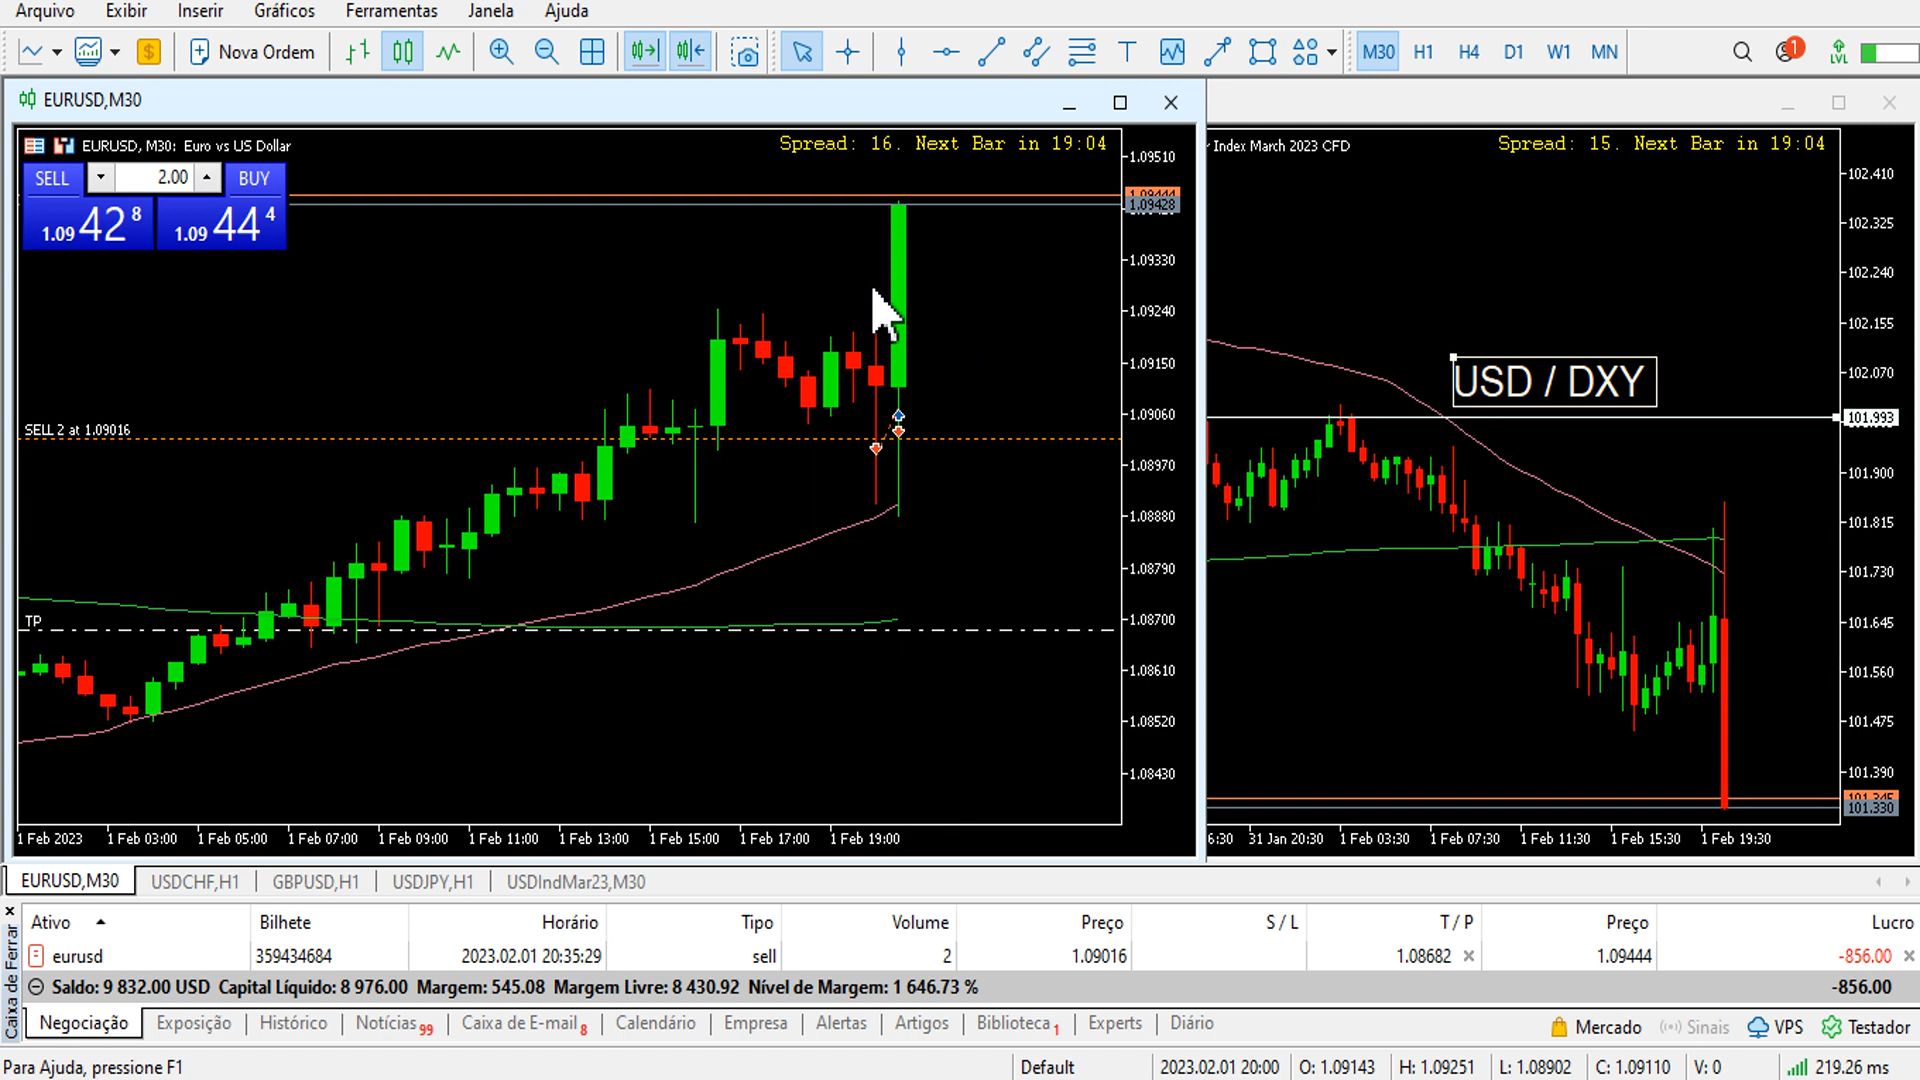 Arquivo Exibir Inserir Gráficos Ferramentas Janela Ajuda
Nova Ordem M30 H1 H4 D1 W1 MN 1 LVL
EURUSD,M30
EURUSD, M30: Euro vs US Dollar Spread: 16. Next Bar in 19:04
SELL 2.00 BUY
1.09 42 8 1.09 44 4
1.09510
1.09444
1.09428
1.09330
1.09240
1.09150
1.09060
1.08970
1.08880
1.08790
1.08700
1.08610
1.08520
1.08430
SELL 2 at 1.09016
TP
1 Feb 2023 1 Feb 03:00 1 Feb 05:00 1 Feb 07:00 1 Feb 09:00 1 Feb 11:00 1 Feb 13:00 1 Feb 15:00 1 Feb 17:00 1 Feb 19:00
Index March 2023 CFD Spread: 15. Next Bar in 19:04
USD / DXY
102.410
102.325
102.240
102.155
102.070
101.993
101.900
101.815
101.730
101.645
101.560
101.475
101.390
101.345
101.330
6:30 31 Jan 20:30 1 Feb 03:30 1 Feb 07:30 1 Feb 11:30 1 Feb 15:30 1 Feb 19:30
EURUSD,M30 USDCHF,H1 GBPUSD,H1 USDJPY,H1 USDIndMar23,M30
Caixa de Ferrar
Ativo Bilhete Horário Tipo Volume Preço S / L T / P Preço Lucro
eurusd 359434684 2023.02.01 20:35:29 sell 2 1.09016 1.08682 1.09444 -856.00
Saldo: 9 832.00 USD Capital Líquido: 8 976.00 Margem: 545.08 Margem Livre: 8 430.92 Nível de Margem: 1 646.73 % -856.00
Negociação Exposição Histórico Notícias 99 Caixa de E-mail 8 Calendário Empresa Alertas Artigos Biblioteca 1 Experts Diário Mercado Sinais VPS Testador
Para Ajuda, pressione F1 Default 2023.02.01 20:00 O: 1.09143 H: 1.09251 L: 1.08902 C: 1.09110 V: 0 219.26 ms